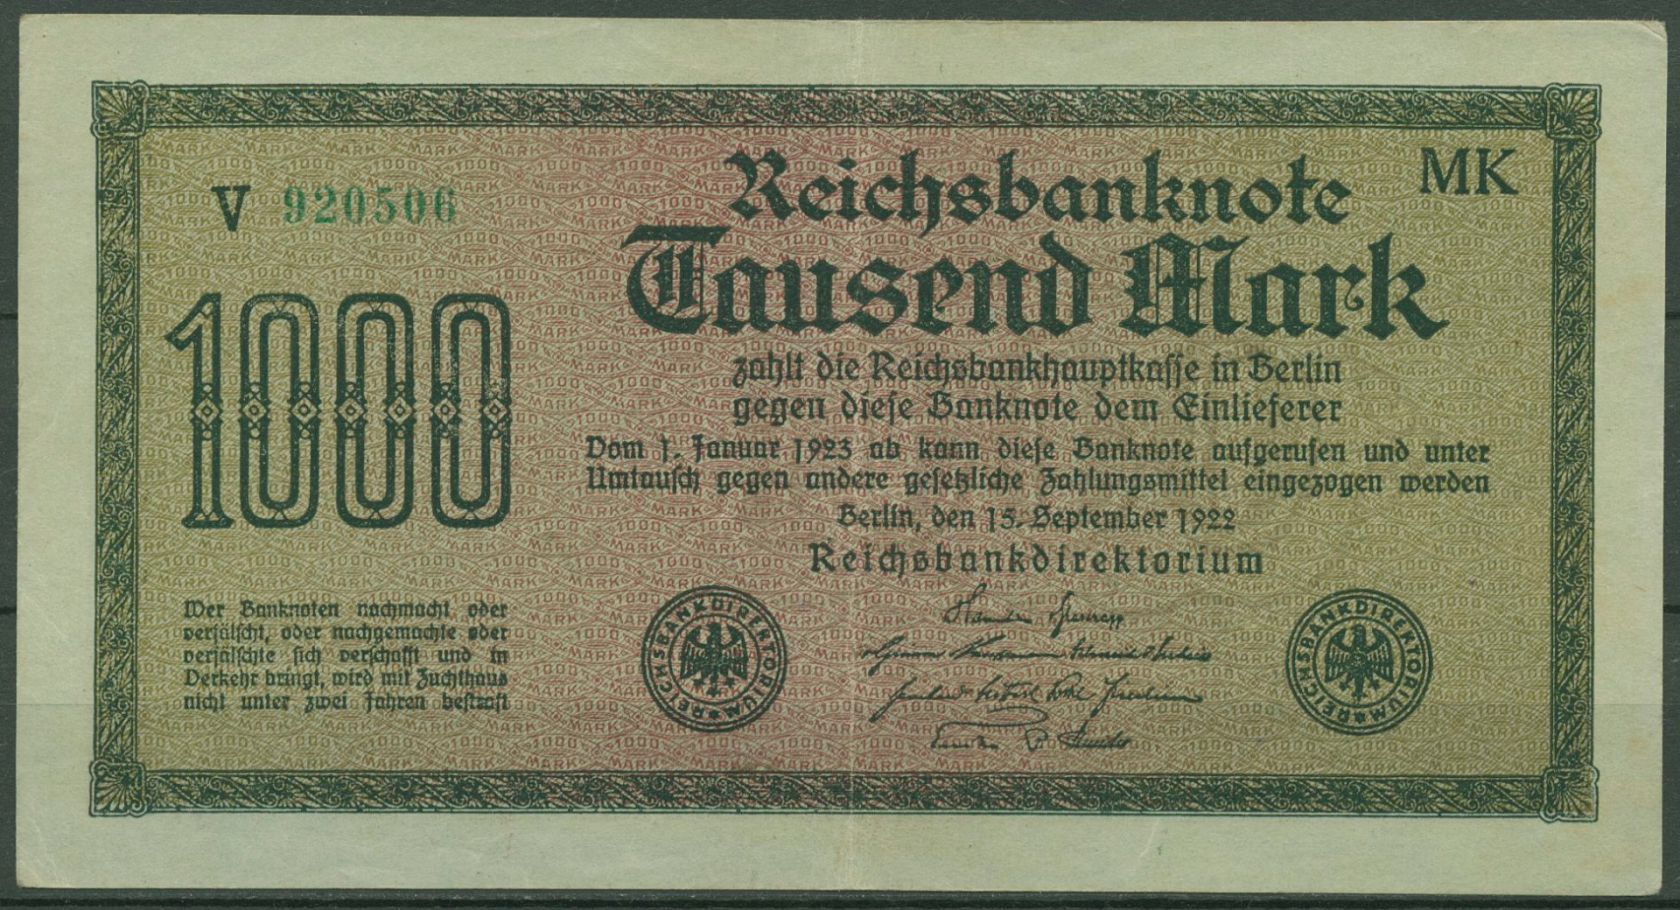 V 920506
MK
Reichsbanknote
Tausend Mark
1000
zahlt die Reichsbankhauptkasse in Berlin
gegen diese Banknote dem Einlieferer
Vom 1. Januar 1923 ab kann diese Banknote aufgerufen und unter
Umtausch gegen andere gesetzliche Zahlungsmittel eingezogen werden
Berlin, den 15. September 1922
Reichsbankdirektorium
Wer Banknoten nachmacht oder
verfälscht, oder nachgemachte oder
verfälschte sich verschafft und in
Verkehr bringt, wird mit Zuchthaus
nicht unter zwei Jahren bestraft
REICHSBANKDIREKTORIUM
REICHSBANKDIREKTORIUM